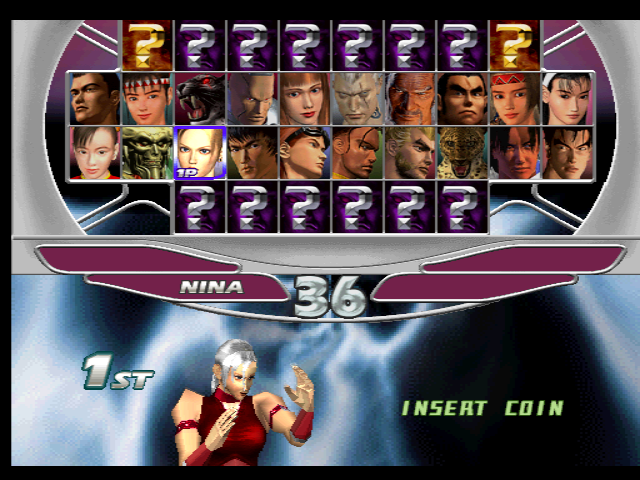 ? ? ? ? ? ? ? ?
1P
? ? ? ? ? ?
NINA
36
1ST
INSERT COIN